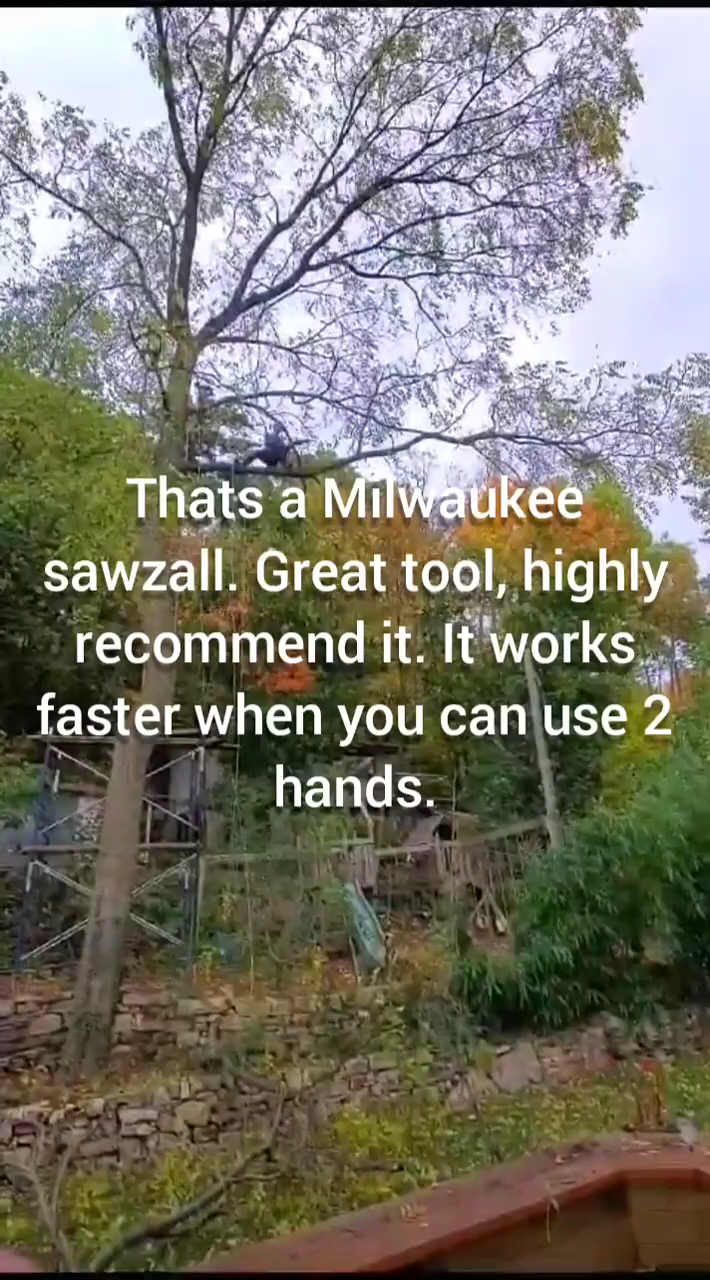 Thats a Milwaukee
sawzall. Great tool, highly
recommend it. It works
faster when you can use 2
hands.